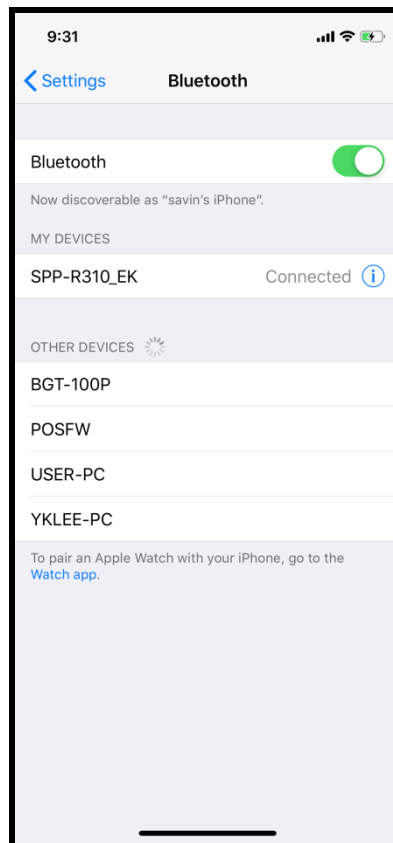 9:31
Settings
Bluetooth
Bluetooth
Now discoverable as “savin's iPhone”.
MY DEVICES
SPP-R310_EK Connected
OTHER DEVICES
BGT-100P
POSFW
USER-PC
YKLEE-PC
To pair an Apple Watch with your iPhone, go to the
Watch app.